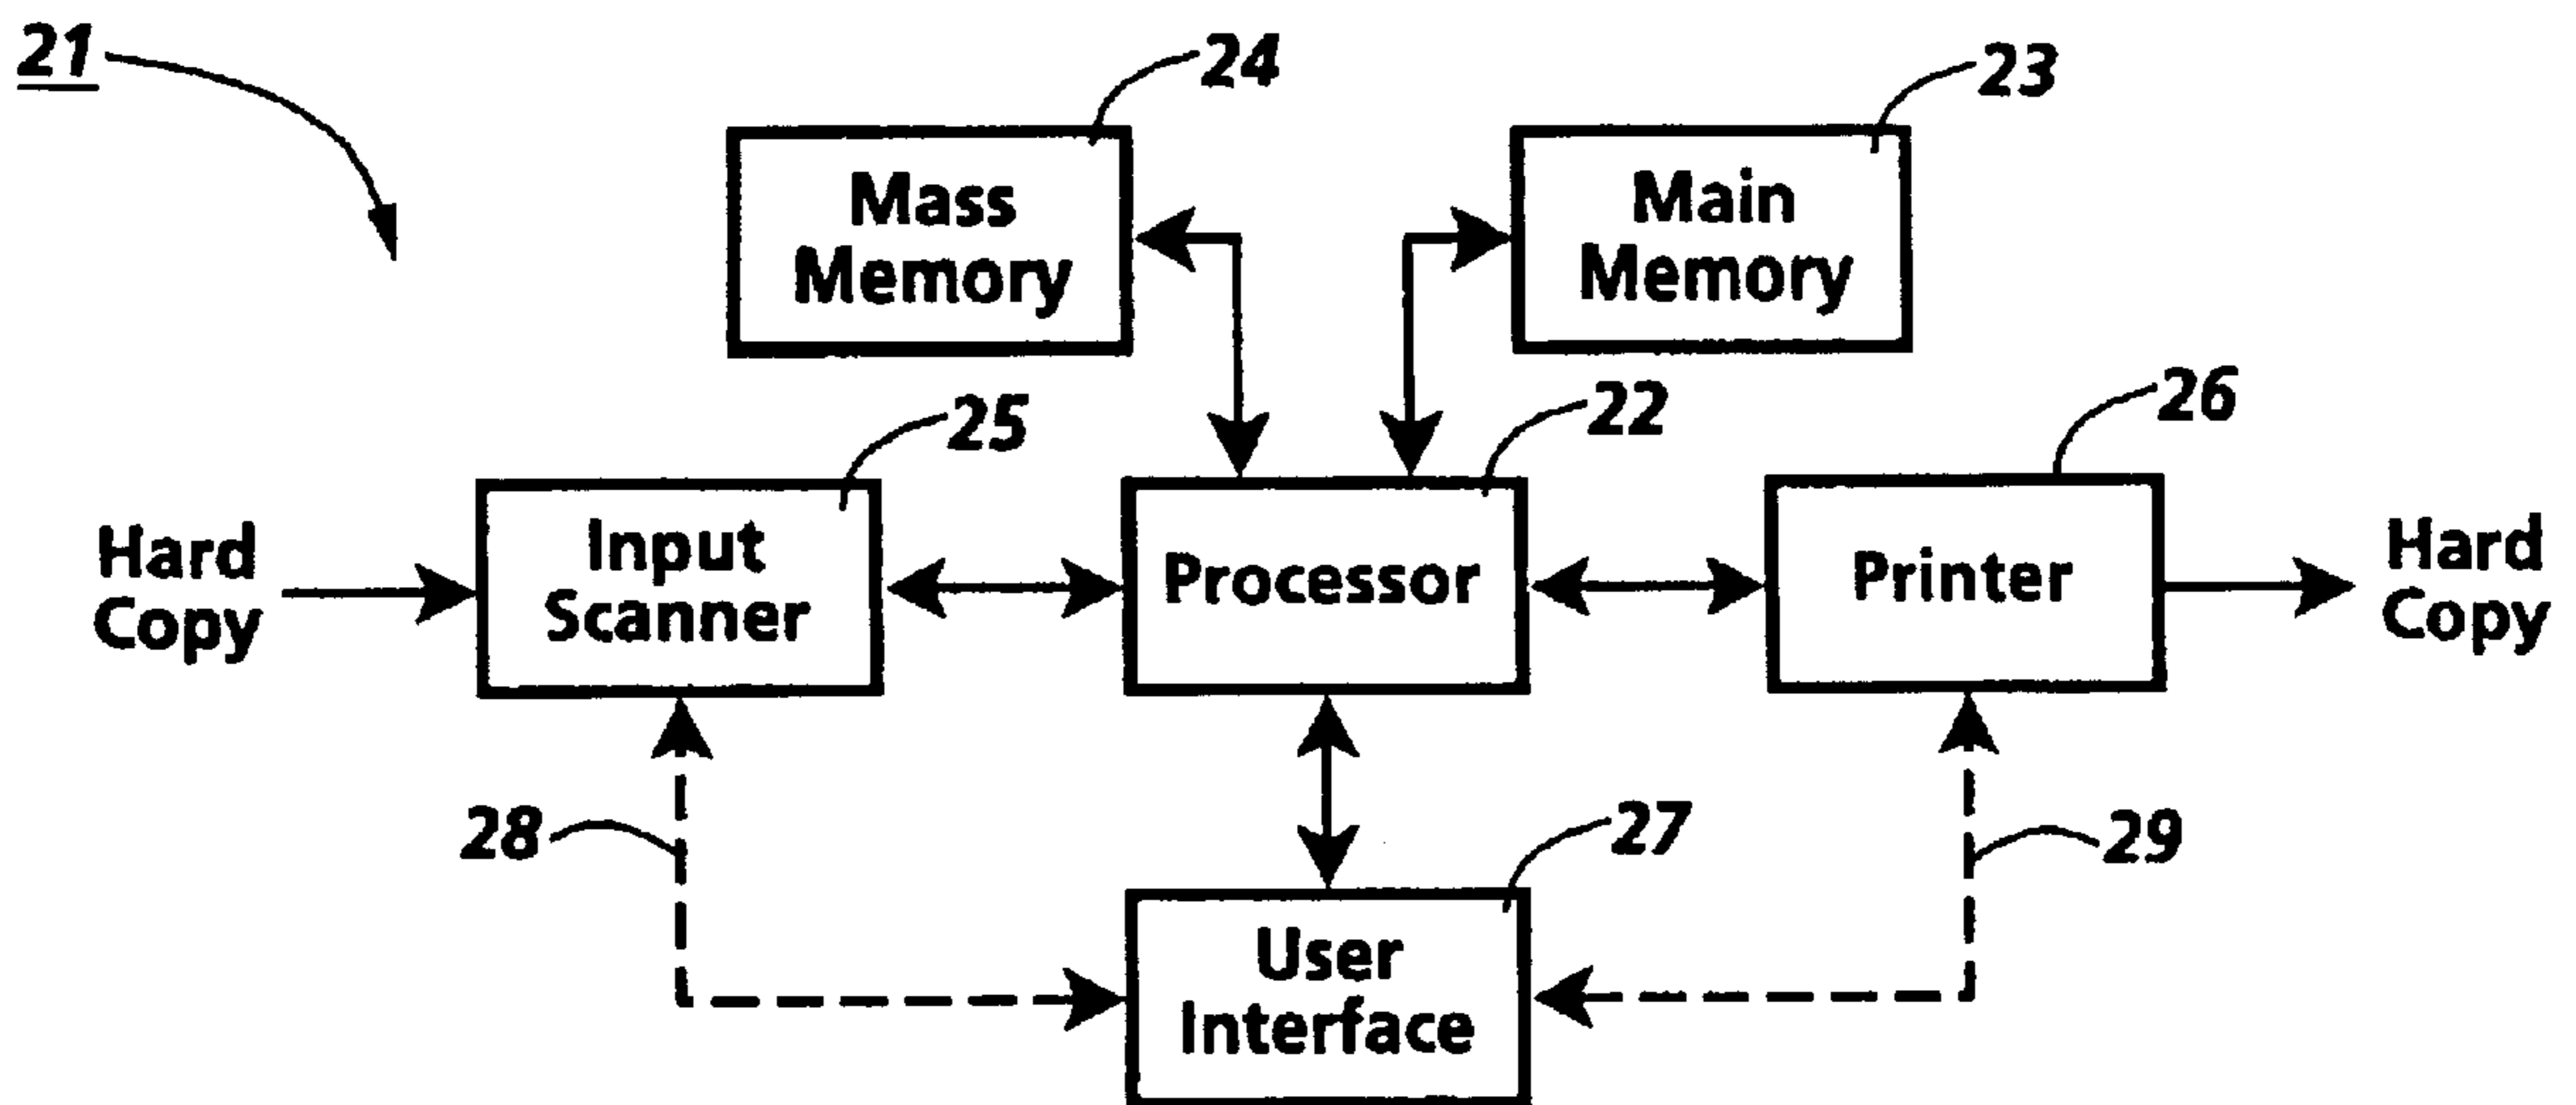 21
24
23
Mass
Memory
Main
Memory
25
22
26
Hard
Copy
Input
Scanner
Processor
Printer
Hard
Copy
28
27
29
User
Interface